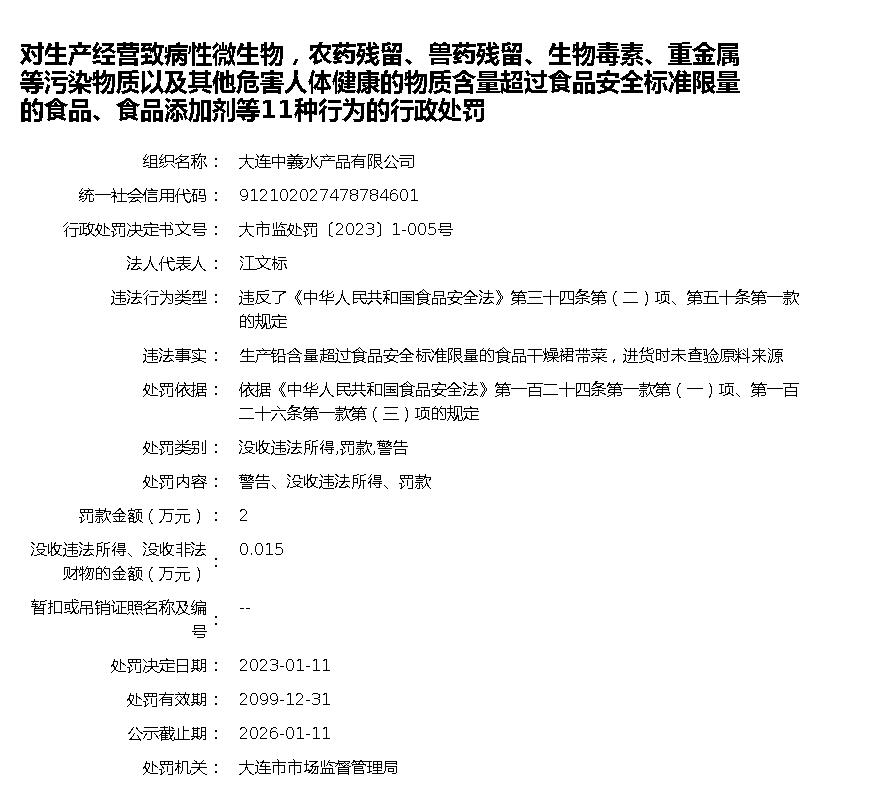 对生产经营致病性微生物，农药残留、兽药残留、生物毒素、重金属
等污染物质以及其他危害人体健康的物质含量超过食品安全标准限量
的食品、食品添加剂等11种行为的行政处罚
组织名称： 大连中義水产品有限公司
统一社会信用代码： 912102027478784601
行政处罚决定书文号： 大市监处罚〔2023〕1-005号
法人代表人： 江文标
违法行为类型： 违反了《中华人民共和国食品安全法》第三十四条第（二）项、第五十条第一款
的规定
违法事实： 生产铅含量超过食品安全标准限量的食品干燥裙带菜，进货时未查验原料来源
处罚依据： 依据《中华人民共和国食品安全法》第一百二十四条第一款第（一）项、第一百
二十六条第一款第（三）项的规定
处罚类别： 没收违法所得,罚款,警告
处罚内容： 警告、没收违法所得、罚款
罚款金额（万元）： 2
没收违法所得、没收非法
财物的金额（万元）： 0.015
暂扣或吊销证照名称及编
号： --
处罚决定日期： 2023-01-11
处罚有效期： 2099-12-31
公示截止期： 2026-01-11
处罚机关： 大连市市场监督管理局